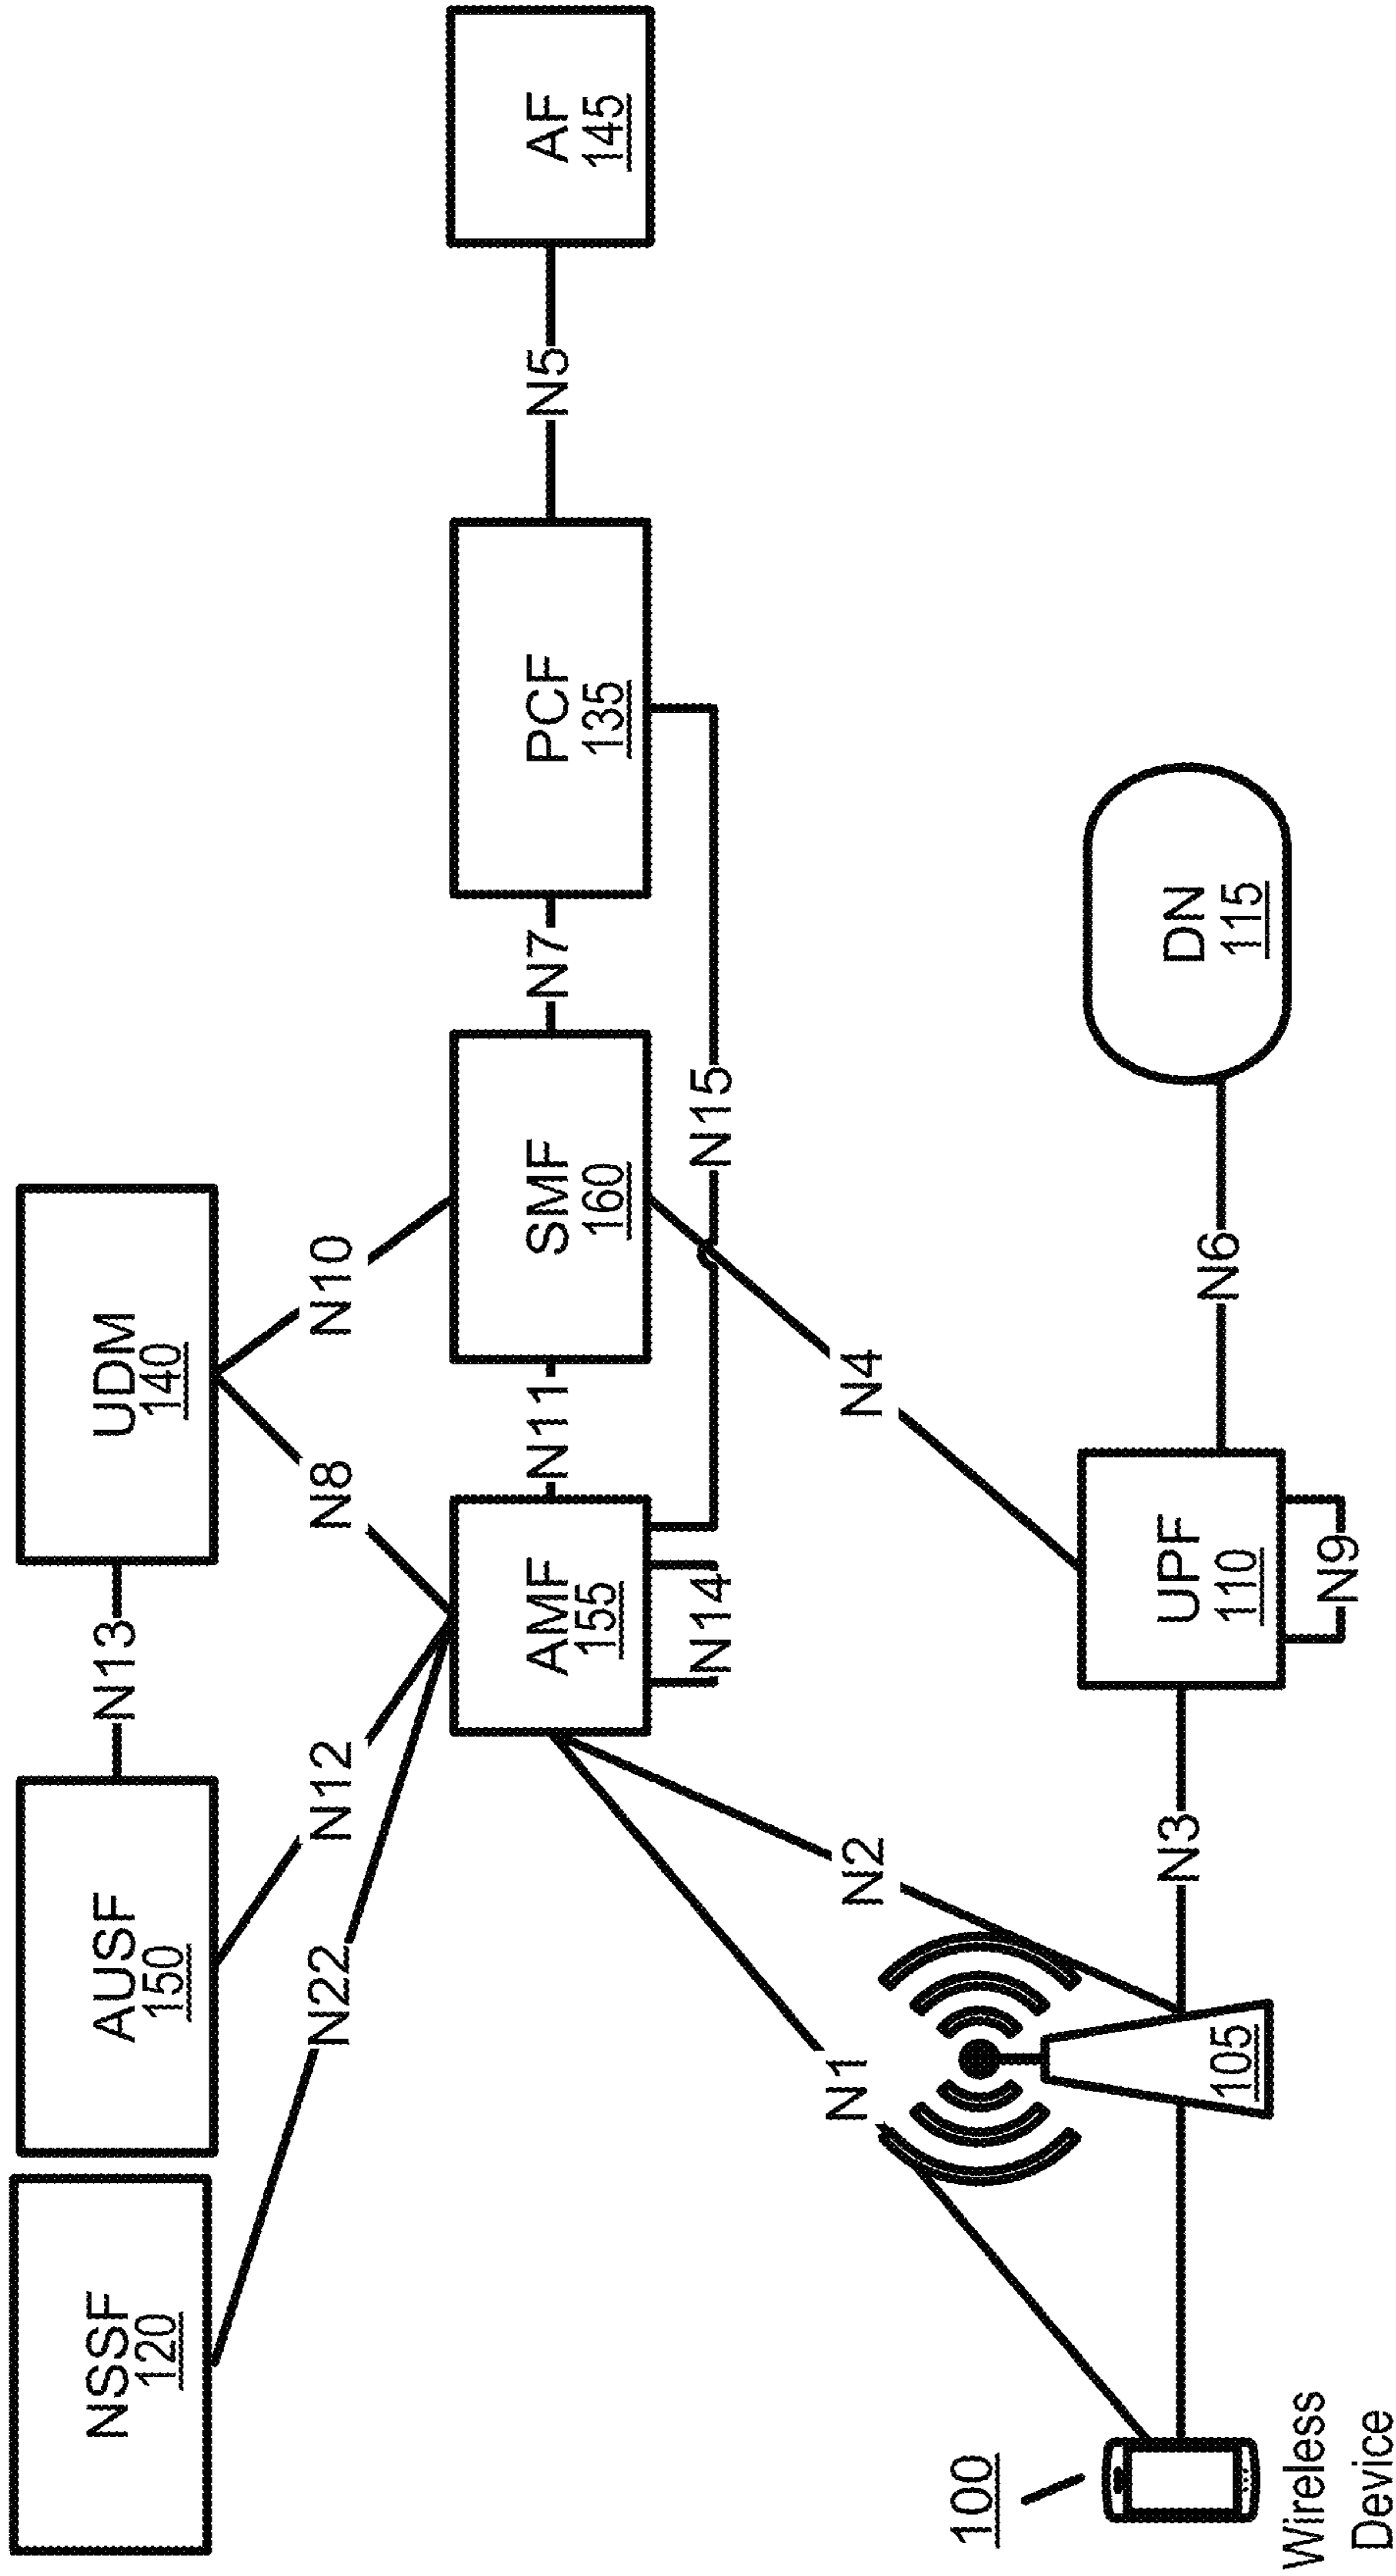 NSSF
120
AUSF
150
N13
UDM
140
N22
N12
N8
N10
AMF
155
N11
SMF
160
N7
PCF
135
N5
AF
145
N14
N15
N1
N2
N4
100
Wireless
Device
105
N3
UPF
110
N9
N6
DN
115